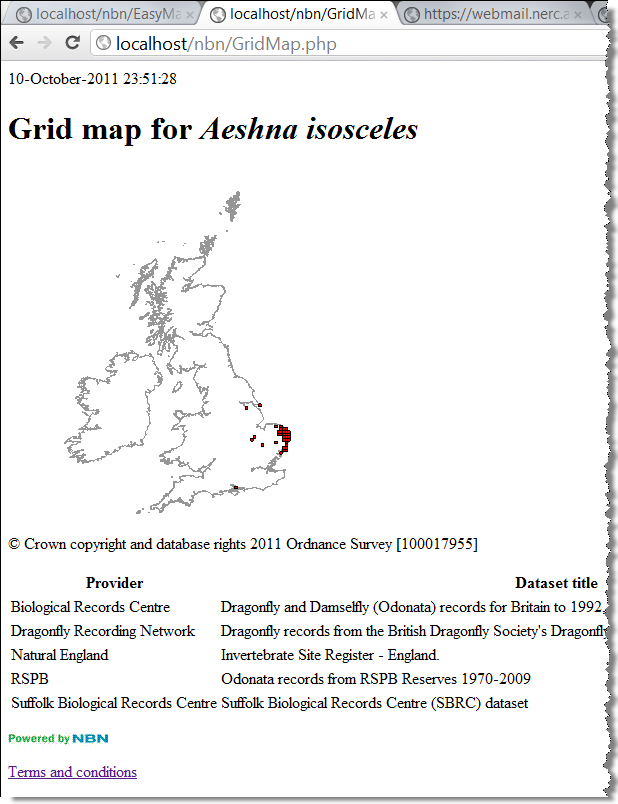 localhost/nbn/EasyMa
localhost/nbn/GridMa
https://webmail.nerc.a
localhost/nbn/GridMap.php
10-October-2011 23:51:28
Grid map for Aeshna isosceles
© Crown copyright and database rights 2011 Ordnance Survey [100017955]
Provider Dataset title
Biological Records Centre Dragonfly and Damselfly (Odonata) records for Britain to 1992.
Dragonfly Recording Network Dragonfly records from the British Dragonfly Society's Dragonfly
Natural England Invertebrate Site Register - England.
RSPB Odonata records from RSPB Reserves 1970-2009
Suffolk Biological Records Centre Suffolk Biological Records Centre (SBRC) dataset
Powered by NBN
Terms and conditions